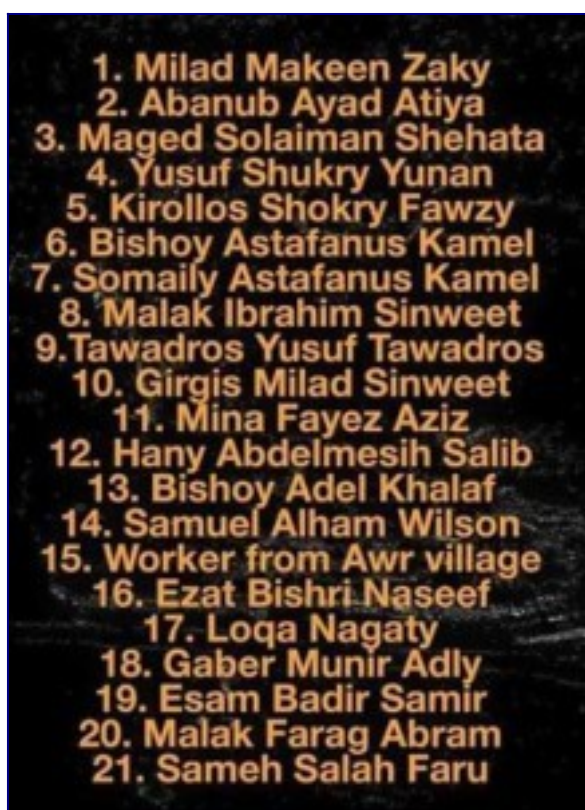 1. Milad Makeen Zaky
2. Abanub Ayad Atiya
3. Maged Solaiman Shehata
4. Yusuf Shukry Yunan
5. Kirollos Shokry Fawzy
6. Bishoy Astafanus Kamel
7. Somaily Astafanus Kamel
8. Malak Ibrahim Sinweet
9.Tawadros Yusuf Tawadros
10. Girgis Milad Sinweet
11. Mina Fayez Aziz
12. Hany Abdelmesih Salib
13. Bishoy Adel Khalaf
14. Samuel Alham Wilson
15. Worker from Awr village
16. Ezat Bishri Naseef
17. Loqa Nagaty
18. Gaber Munir Adly
19. Esam Badir Samir
20. Malak Farag Abram
21. Sameh Salah Faru